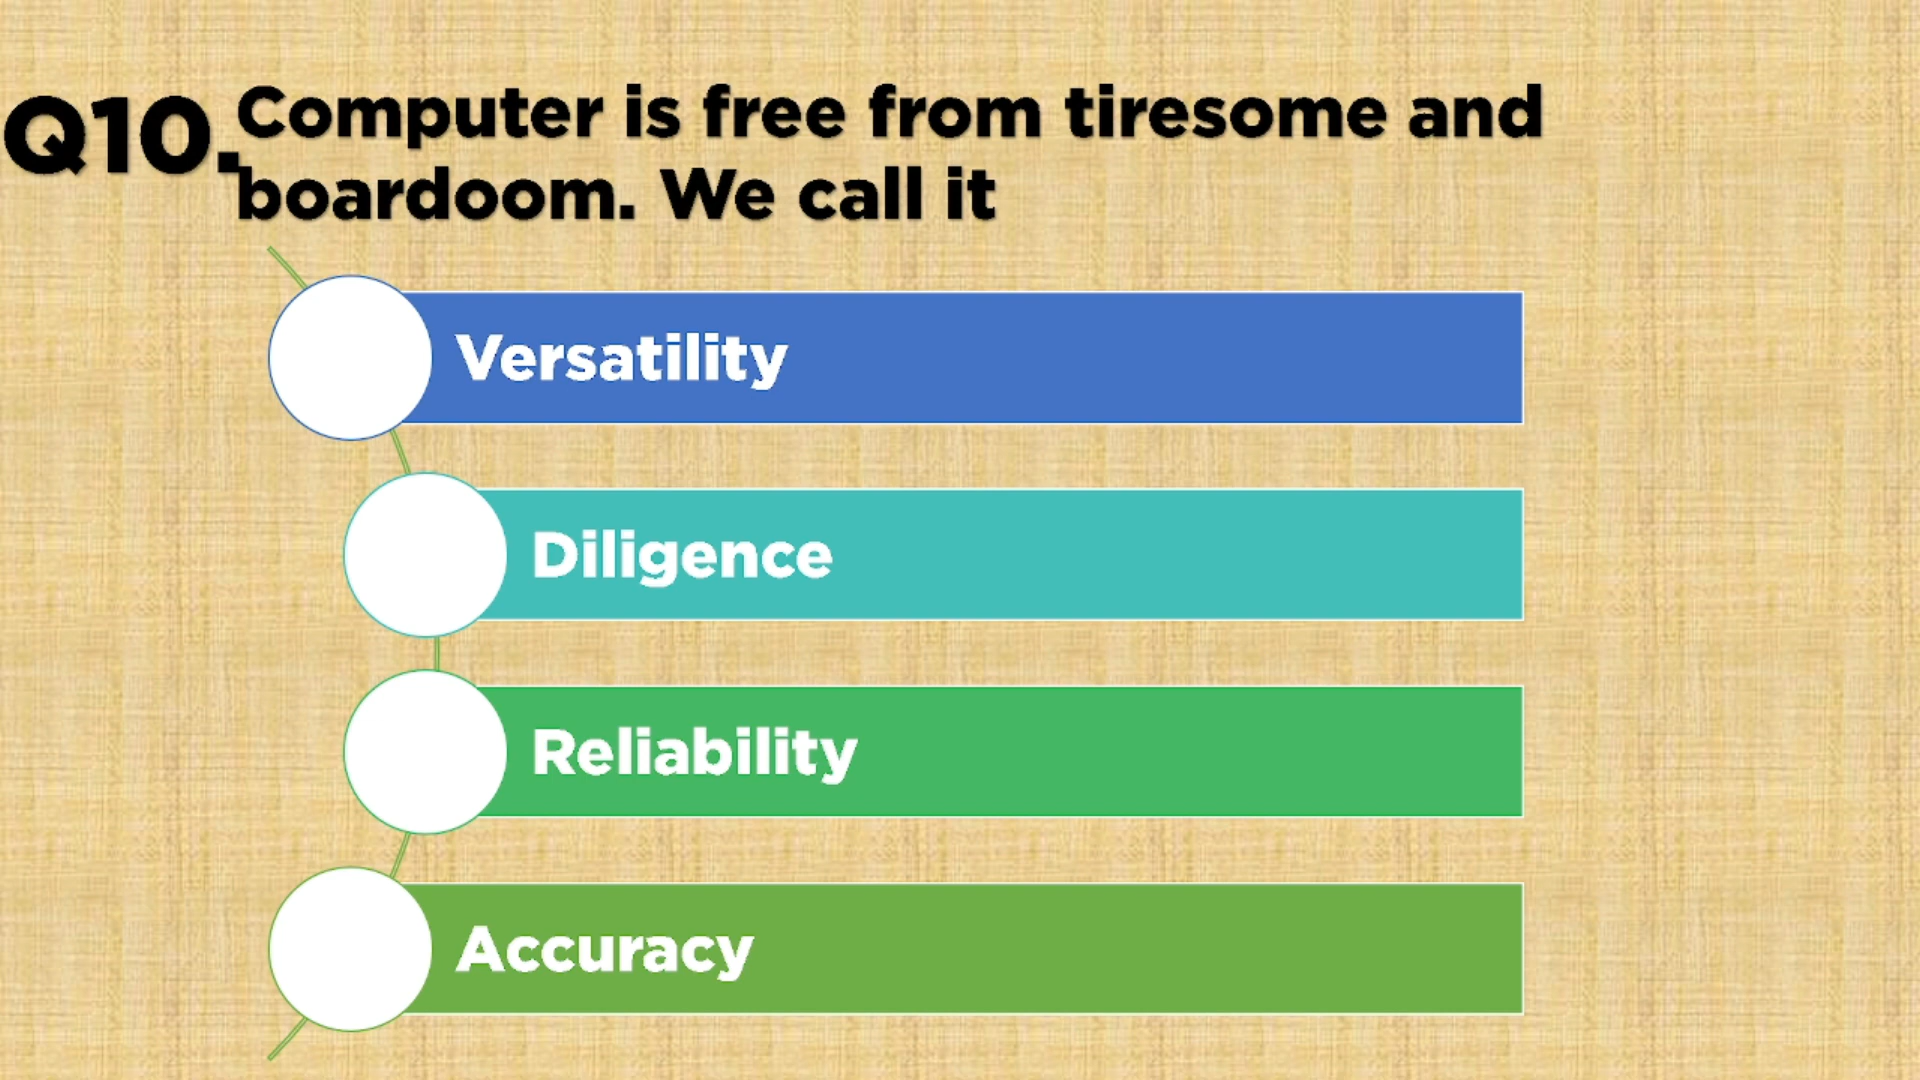 Q10. Computer is free from tiresome and
boardoom. We call it
Versatility
Diligence
Reliability
Accuracy